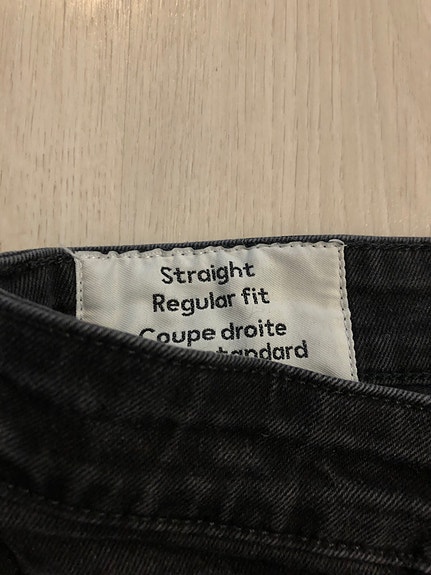 Straight
Regular fit
Coupe droite
standard